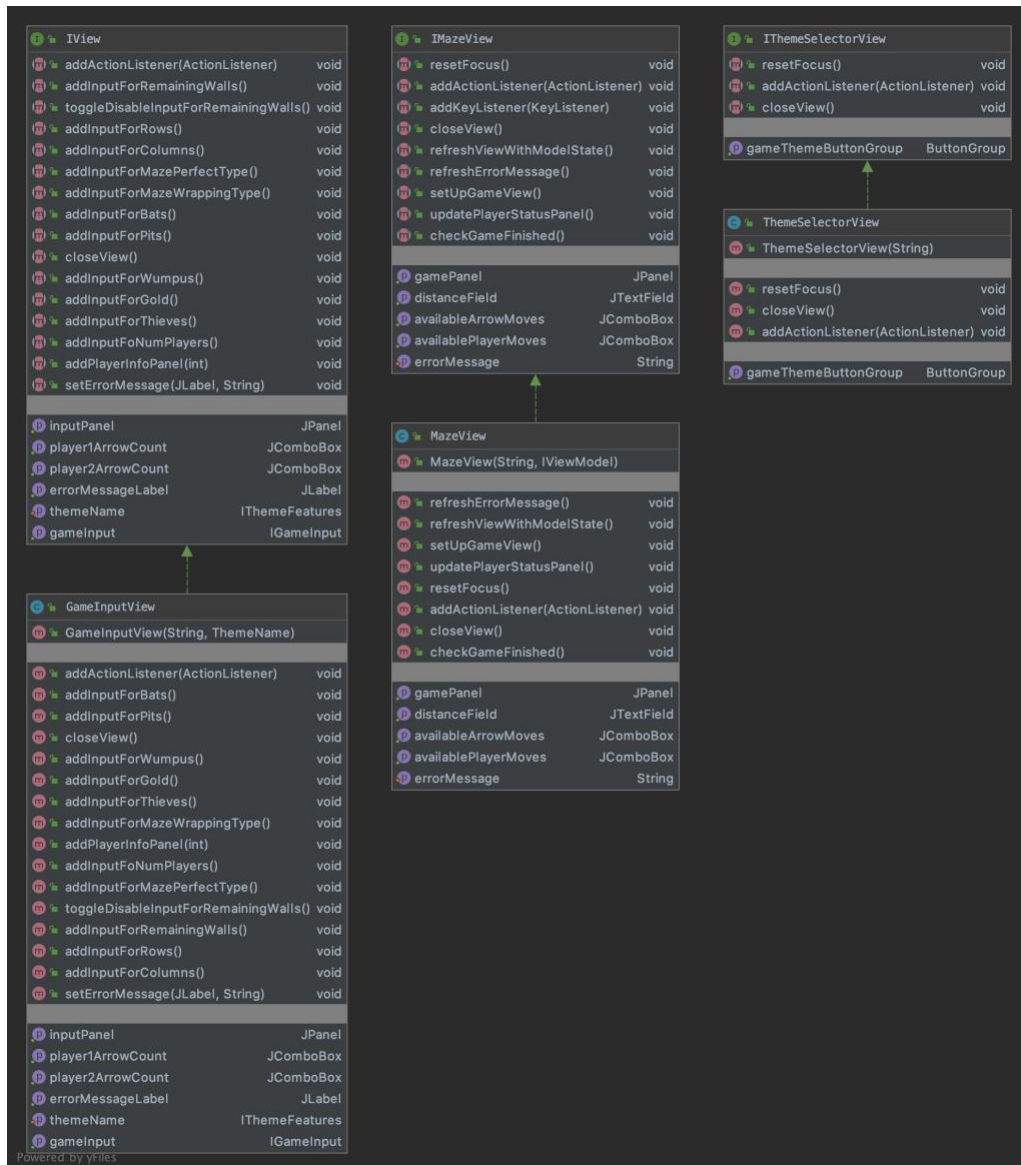 IView
addActionListener(ActionListener) void
addInputForRemainingWalls() void
toggleDisableInputForRemainingWalls() void
addInputForRows() void
addInputForColumns() void
addInputForMazePerfectType() void
addInputForMazeWrappingType() void
addInputForBats() void
addInputForPits() void
closeView() void
addInputForWumpus() void
addInputForGold() void
addInputForThieves() void
addInputFoNumPlayers() void
addPlayerInfoPanel(int) void
setErrorMessage(JLabel, String) void
inputPanel JPanel
player1ArrowCount JComboBox
player2ArrowCount JComboBox
errorMessageLabel JLabel
themeName IThemeFeatures
gameInput IGameInput
GameInputView
GameInputView(String, ThemeName)
addActionListener(ActionListener) void
addInputForBats() void
addInputForPits() void
closeView() void
addInputForWumpus() void
addInputForGold() void
addInputForThieves() void
addInputForMazeWrappingType() void
addPlayerInfoPanel(int) void
addInputFoNumPlayers() void
addInputForMazePerfectType() void
toggleDisableInputForRemainingWalls() void
addInputForRemainingWalls() void
addInputForRows() void
addInputForColumns() void
setErrorMessage(JLabel, String) void
inputPanel JPanel
player1ArrowCount JComboBox
player2ArrowCount JComboBox
errorMessageLabel JLabel
themeName IThemeFeatures
gameInput IGameInput
IMazeView
resetFocus() void
addActionListener(ActionListener) void
addKeyListener(KeyListener) void
closeView() void
refreshViewWithModelState() void
refreshErrorMessage() void
setUpGameView() void
updatePlayerStatusPanel() void
checkGameFinished() void
gamePanel JPanel
distanceField JTextField
availableArrowMoves JComboBox
availablePlayerMoves JComboBox
errorMessage String
MazeView
MazeView(String, IViewModel)
refreshErrorMessage() void
refreshViewWithModelState() void
setUpGameView() void
updatePlayerStatusPanel() void
resetFocus() void
addActionListener(ActionListener) void
closeView() void
checkGameFinished() void
gamePanel JPanel
distanceField JTextField
availableArrowMoves JComboBox
availablePlayerMoves JComboBox
errorMessage String
IThemeSelectorView
resetFocus() void
addActionListener(ActionListener) void
closeView() void
gameThemeButtonGroup ButtonGroup
ThemeSelectorView
ThemeSelectorView(String)
resetFocus() void
closeView() void
addActionListener(ActionListener) void
gameThemeButtonGroup ButtonGroup
Powered by yFiles